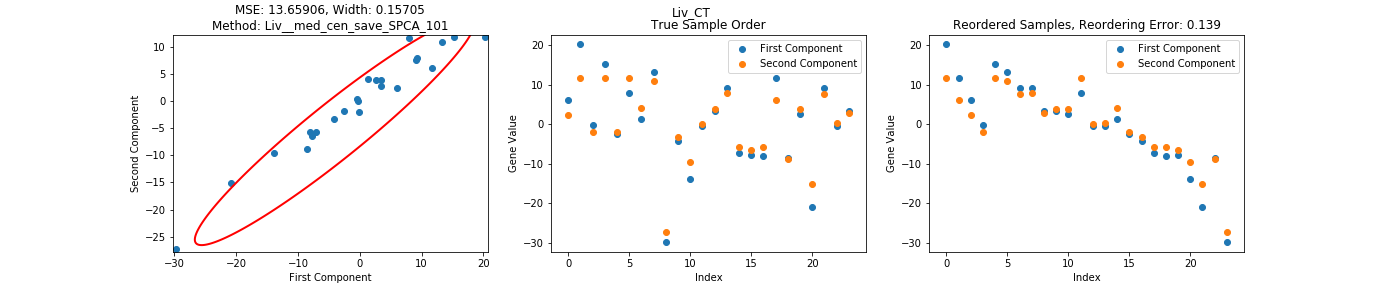 Liv_CT
MSE: 13.65906, Width: 0.15705
Method: Liv__med_cen_save_SPCA_101
10
5
0
−5
−10
−15
−20
−25
Second Component
−30 −20 −10 0 10 20
First Component
True Sample Order
First Component
Second Component
20
10
0
−10
−20
−30
Gene Value
0 5 10 15 20
Index
Reordered Samples, Reordering Error: 0.139
First Component
Second Component
20
10
0
−10
−20
−30
Gene Value
0 5 10 15 20
Index